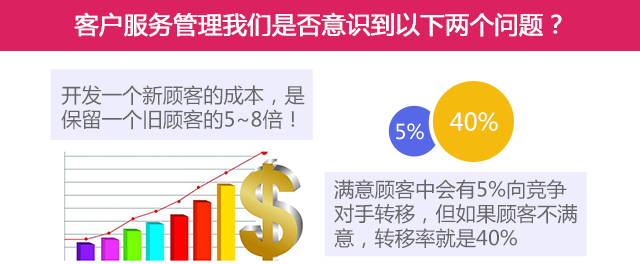 客户服务管理我们是否意识到以下两个问题？
开发一个新顾客的成本，是
保留一个旧顾客的5~8倍！
5%
40%
满意顾客中会有5%向竞争
对手转移，但如果顾客不满
意，转移率就是40%